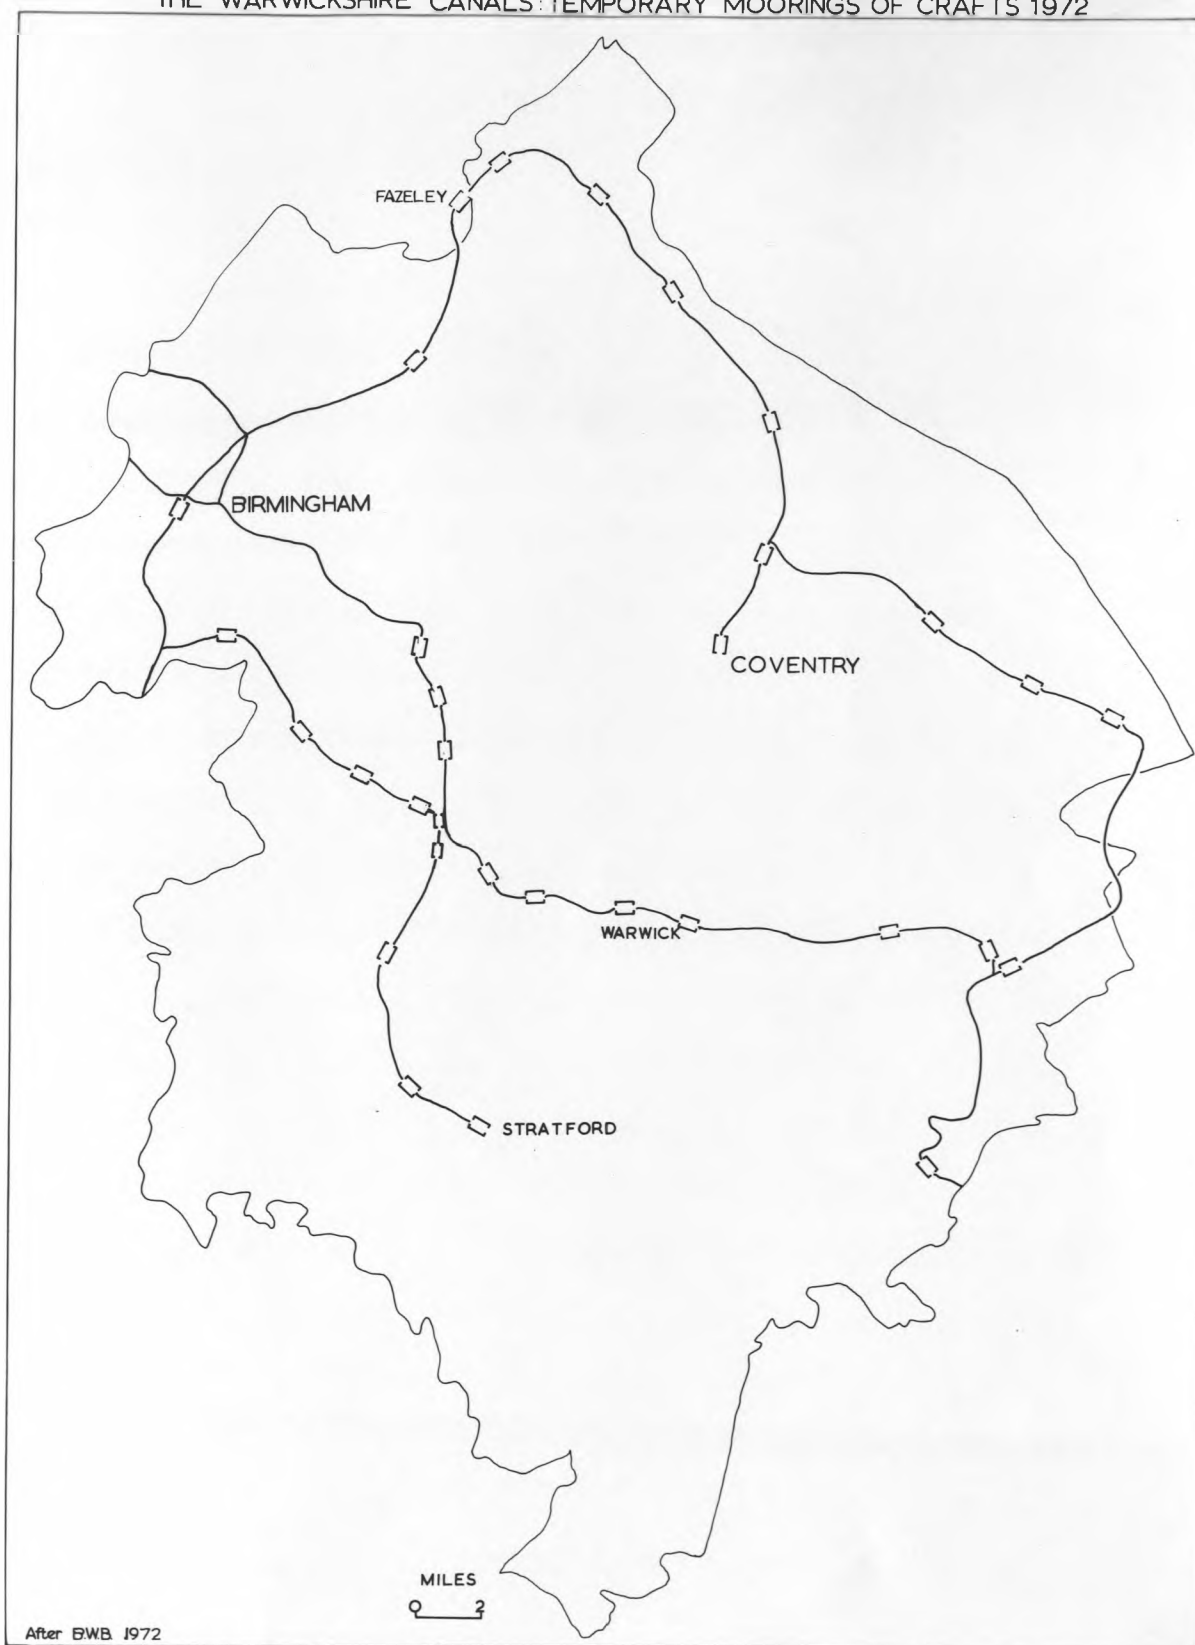 THE WARWICKSHIRE CANALS: TEMPORARY MOORINGS OF CRAFTS 1972
FAZELEY
BIRMINGHAM
COVENTRY
WARWICK
STRATFORD
MILES
0 2
After B.W.B. 1972